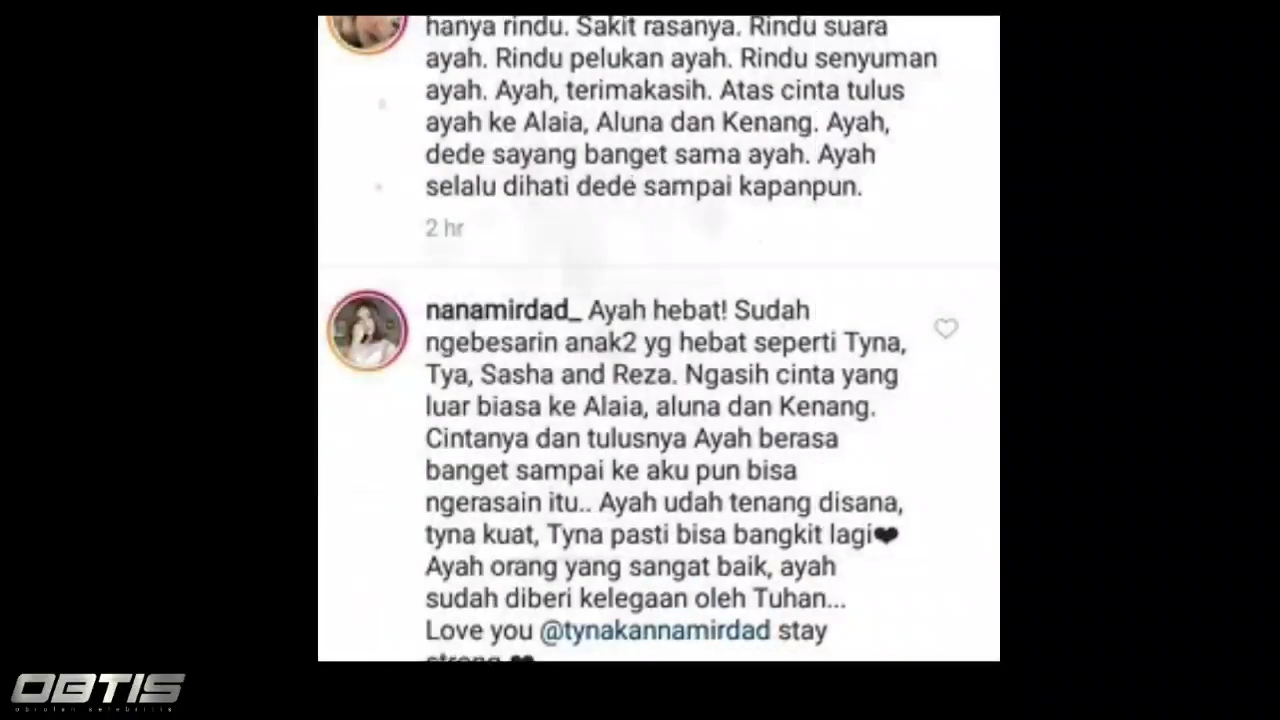 hanya rindu. Sakit rasanya. Rindu suara
ayah. Rindu pelukan ayah. Rindu senyuman
ayah. Ayah, terimakasih. Atas cinta tulus
ayah ke Alaia, Aluna dan Kenang. Ayah,
dede sayang banget sama ayah. Ayah
selalu dihati dede sampai kapanpun.
2 hr
nanamirdad_ Ayah hebat! Sudah
ngebesarin anak2 yg hebat seperti Tyna,
Tya, Sasha and Reza. Ngasih cinta yang
luar biasa ke Alaia, aluna dan Kenang.
Cintanya dan tulusnya Ayah berasa
banget sampai ke aku pun bisa
ngerasain itu.. Ayah udah tenang disana,
tyna kuat, Tyna pasti bisa bangkit lagi❤
Ayah orang yang sangat baik, ayah
sudah diberi kelegaan oleh Tuhan...
Love you @tynakannamirdad stay
strong ❤
OBTIS
obrolan selebritis